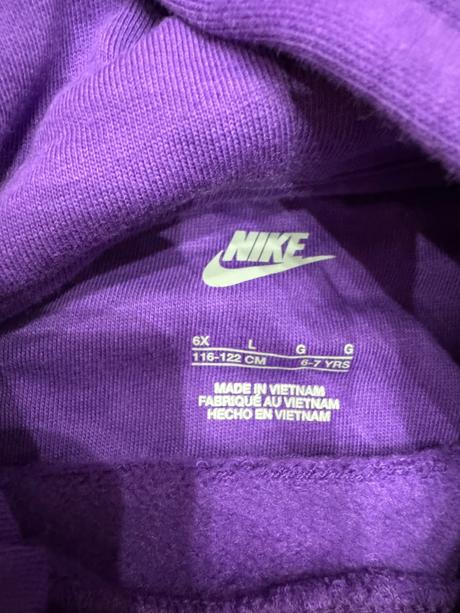 NIKE
6X L G G
116-122 CM 6-7 YRS
MADE IN VIETNAM
FABRIQUÉ AU VIETNAM
HECHO EN VIETNAM